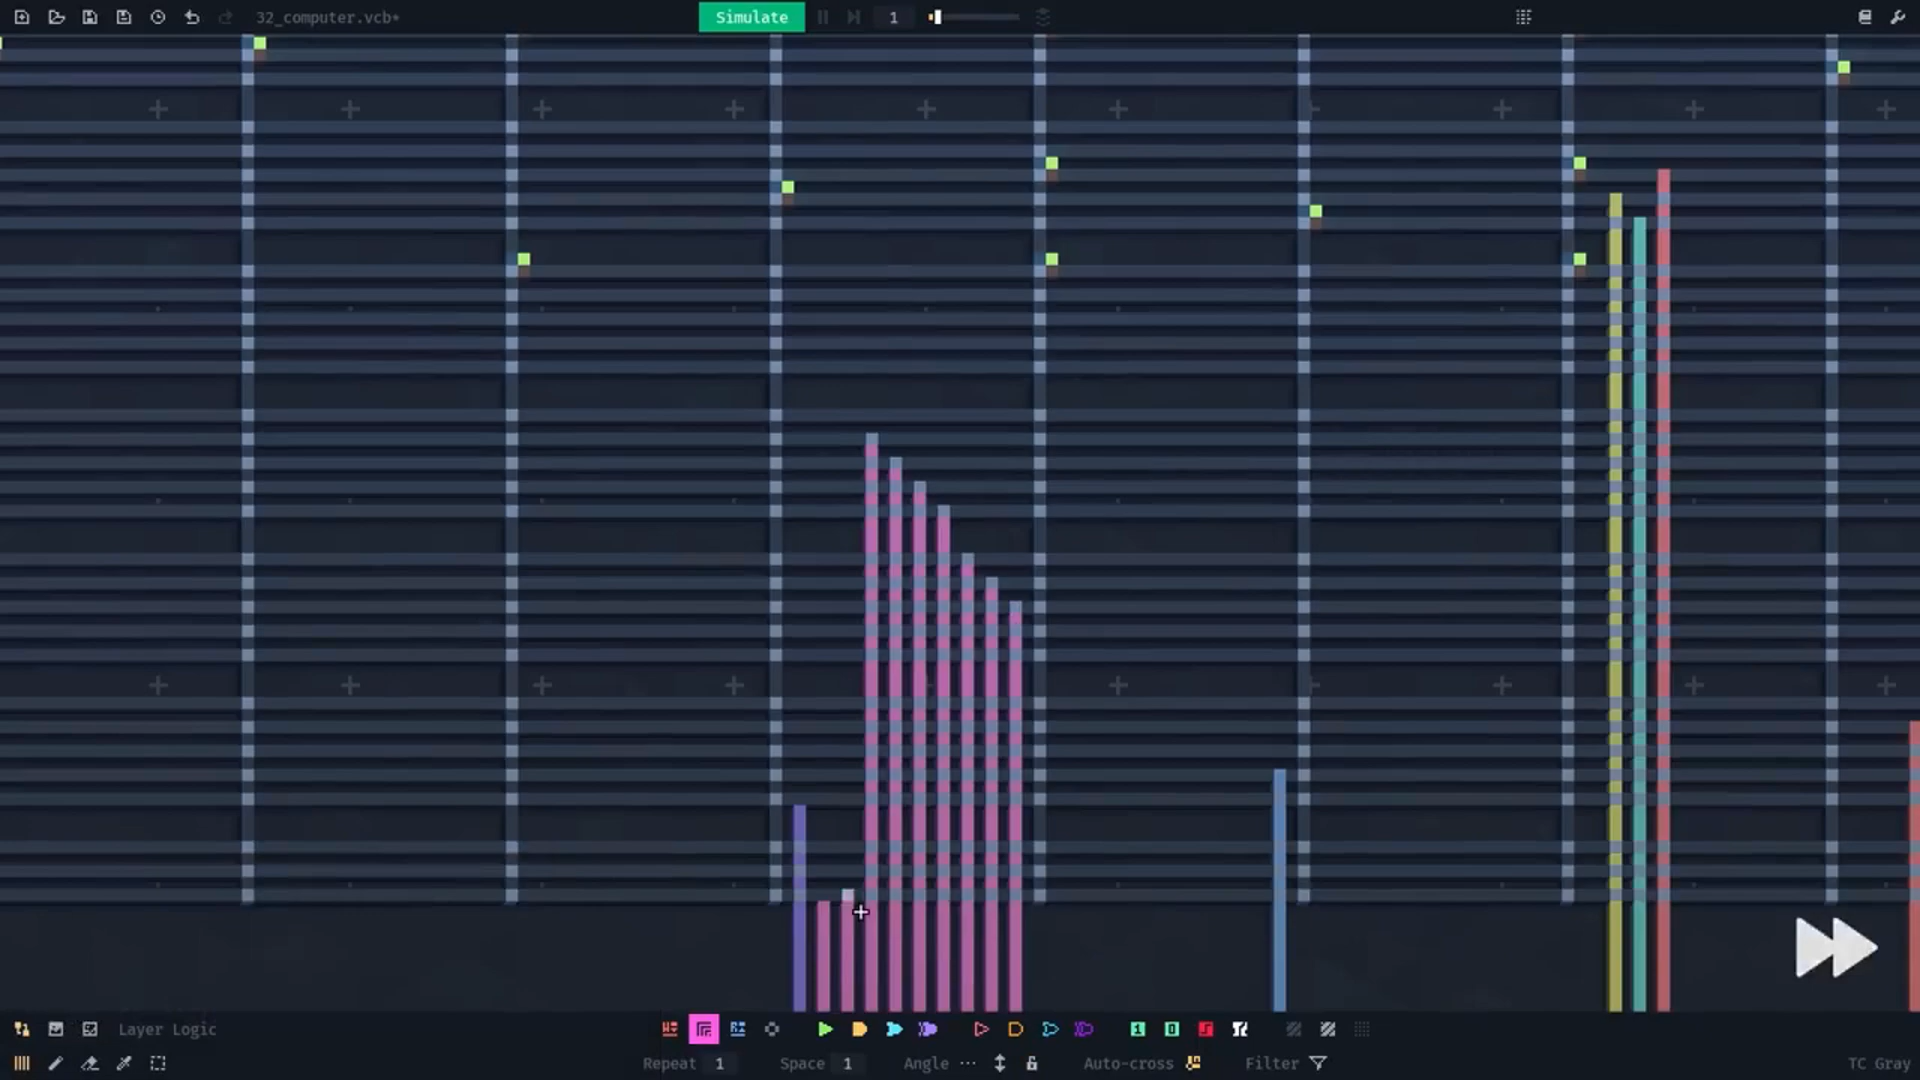 32_computer.vcb*
Simulate
1
Layer Logic
Repeat 1 Space 1 Angle Auto-cross Filter
TC Gray